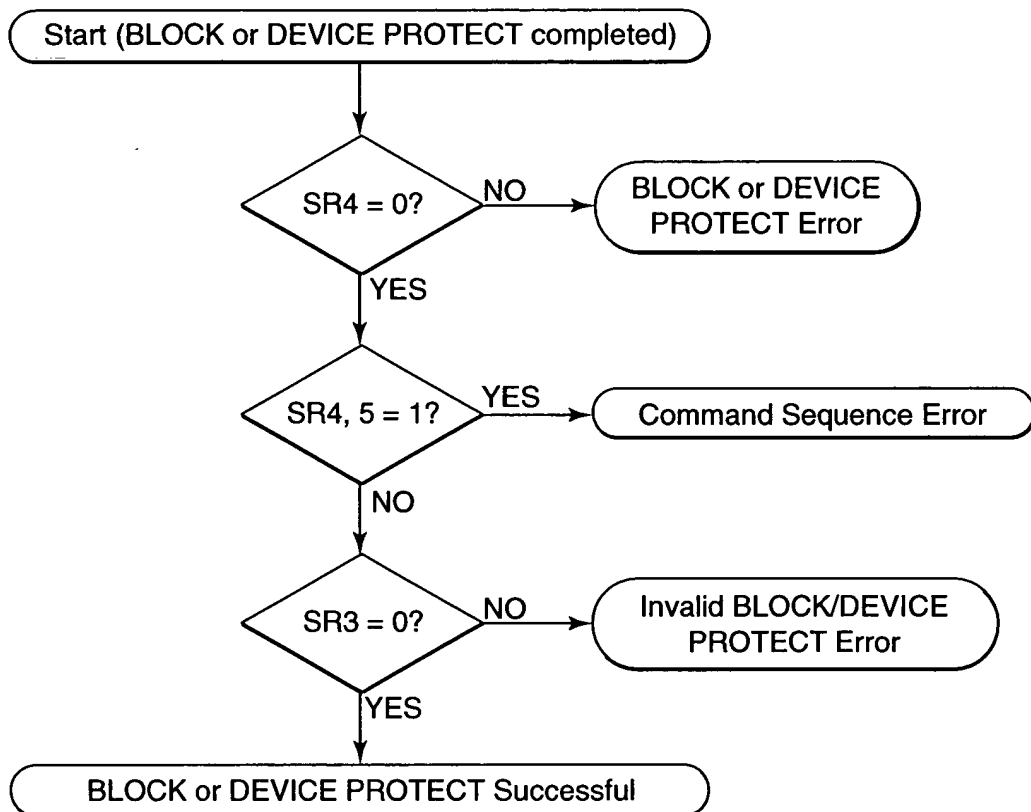 Start (BLOCK or DEVICE PROTECT completed)
SR4 = 0?
NO
BLOCK or DEVICE
PROTECT Error
YES
SR4, 5 = 1?
YES
Command Sequence Error
NO
SR3 = 0?
NO
Invalid BLOCK/DEVICE
PROTECT Error
YES
BLOCK or DEVICE PROTECT Successful